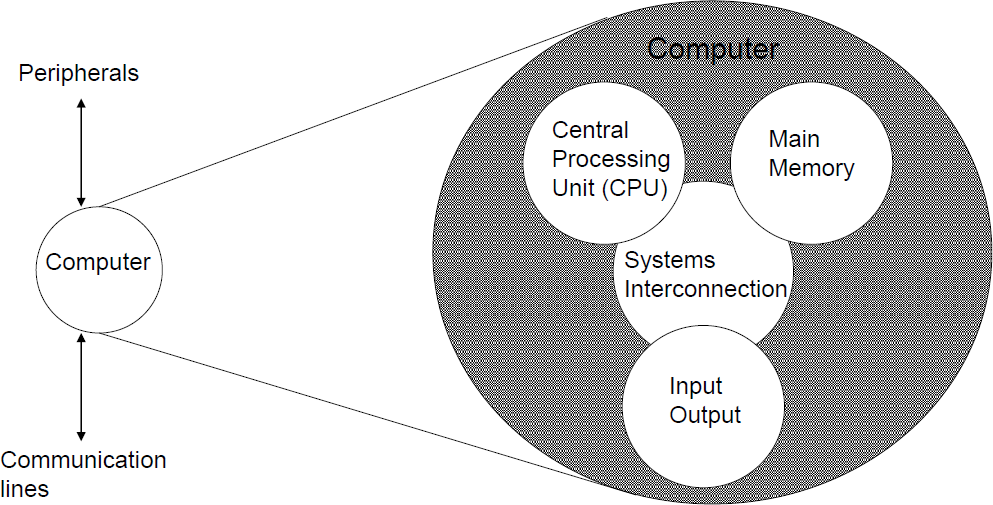 Peripherals
Computer
Communication
lines
Computer
Central
Processing
Unit (CPU)
Main
Memory
Systems
Interconnection
Input
Output